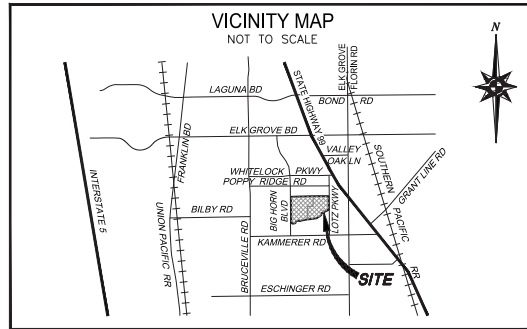 VICINITY MAP
NOT TO SCALE
N
STATE HIGHWAY 99
ELK GROVE
FLORIN RD
LAGUNA BD
BOND RD
ELK GROVE BD
FRANKLIN BD
VALLEY
OAK LN
SOUTHERN PACIFIC RR
GRANT LINE RD
WHITELOCK PKWY
POPPY RIDGE RD
INTERSTATE 5
UNION PACIFIC RR
BILBY RD
BIG HORN
BLVD
LOTZ PKWY
BRUCEVILLE RD
KAMMERER RD
SITE
ESCHINGER RD